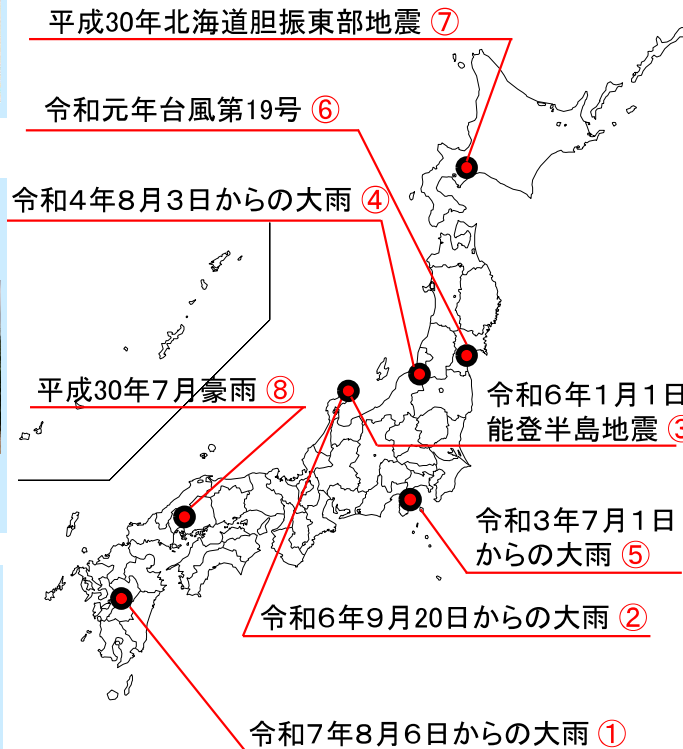 平成30年北海道胆振東部地震 ⑦
令和元年台風第19号 ⑥
令和4年8月3日からの大雨 ④
平成30年7月豪雨 ⑧
令和6年1月1日
能登半島地震 ③
令和3年7月1日
からの大雨 ⑤
令和6年9月20日からの大雨 ②
令和7年8月6日からの大雨 ①